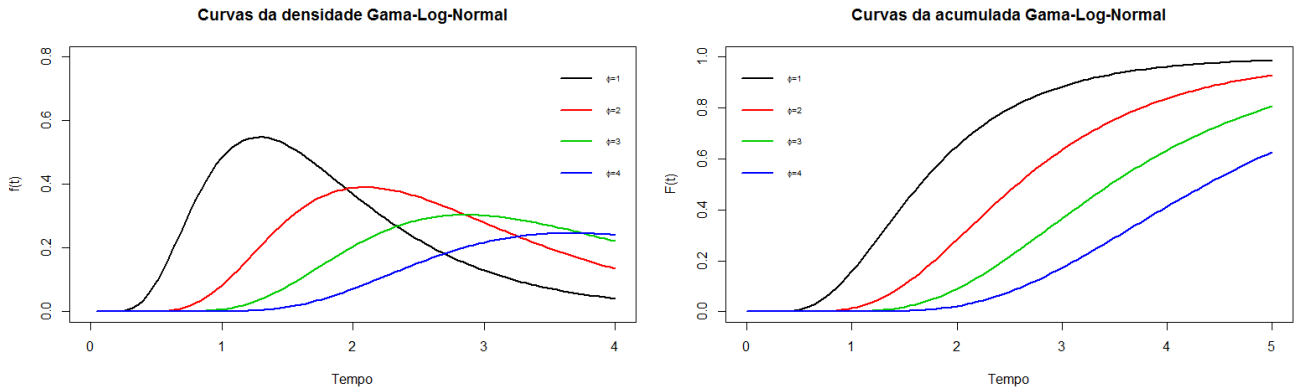 Curvas da densidade Gama-Log-Normal
f(t)
0.8
0.6
0.4
0.2
0.0
ϕ=1
ϕ=2
ϕ=3
ϕ=4
0 1 2 3 4
Tempo
Curvas da acumulada Gama-Log-Normal
F(t)
1.0
0.8
0.6
0.4
0.2
0.0
ϕ=1
ϕ=2
ϕ=3
ϕ=4
0 1 2 3 4 5
Tempo